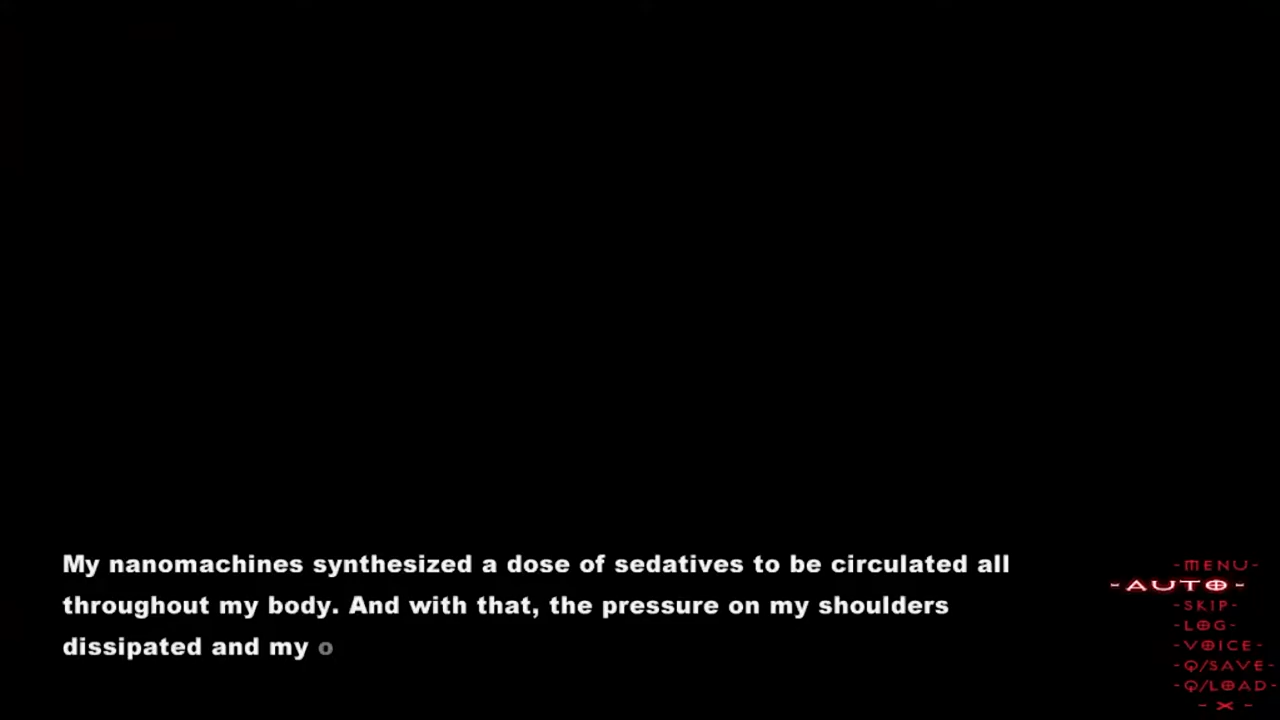 My nanomachines synthesized a dose of sedatives to be circulated all
throughout my body. And with that, the pressure on my shoulders
dissipated and my o
-MENU-
-AUTO-
-SKIP-
-LOG-
-VOICE-
-Q/SAVE-
-Q/LOAD-
-X-